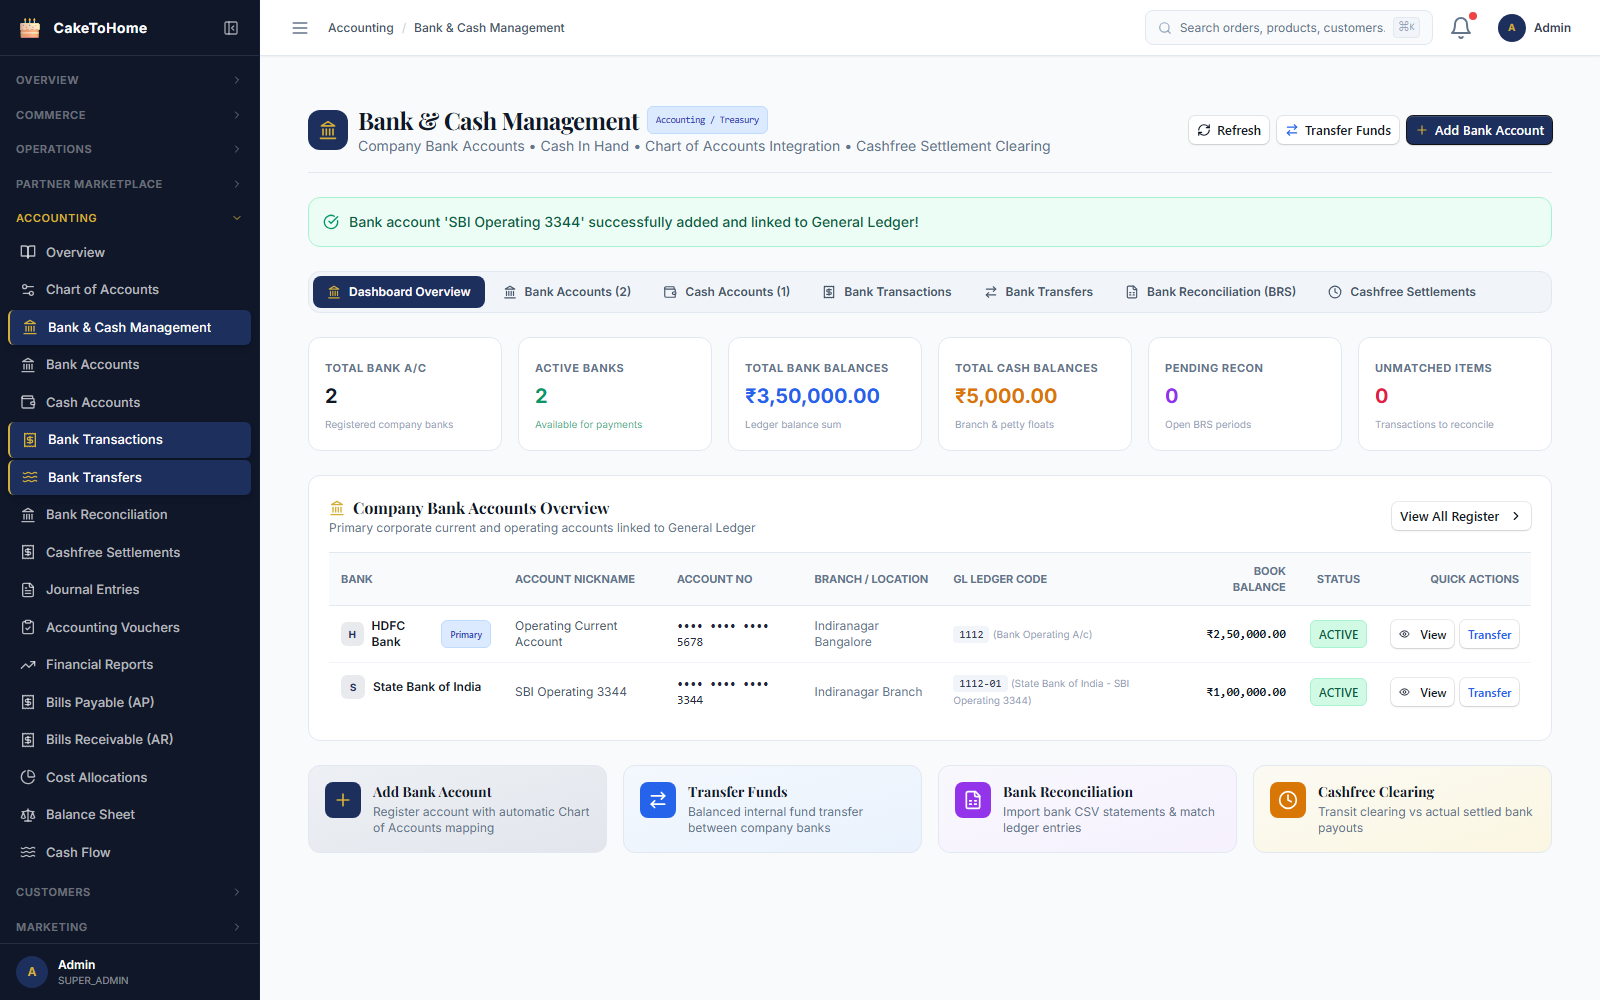 CakeToHome
OVERVIEW
COMMERCE
OPERATIONS
PARTNER MARKETPLACE
ACCOUNTING
Overview
Chart of Accounts
Bank & Cash Management
Bank Accounts
Cash Accounts
Bank Transactions
Bank Transfers
Bank Reconciliation
Cashfree Settlements
Journal Entries
Accounting Vouchers
Financial Reports
Bills Payable (AP)
Bills Receivable (AR)
Cost Allocations
Balance Sheet
Cash Flow
CUSTOMERS
MARKETING
A
Admin
SUPER_ADMIN
Accounting / Bank & Cash Management
Search orders, products, customers. ⌘K
A Admin
Bank & Cash Management Accounting / Treasury
Company Bank Accounts • Cash In Hand • Chart of Accounts Integration • Cashfree Settlement Clearing
Refresh Transfer Funds + Add Bank Account
Bank account 'SBI Operating 3344' successfully added and linked to General Ledger!
Dashboard Overview Bank Accounts (2) Cash Accounts (1) Bank Transactions Bank Transfers Bank Reconciliation (BRS) Cashfree Settlements
TOTAL BANK A/C
2
Registered company banks
ACTIVE BANKS
2
Available for payments
TOTAL BANK BALANCES
₹3,50,000.00
Ledger balance sum
TOTAL CASH BALANCES
₹5,000.00
Branch & petty floats
PENDING RECON
0
Open BRS periods
UNMATCHED ITEMS
0
Transactions to reconcile
Company Bank Accounts Overview
Primary corporate current and operating accounts linked to General Ledger
View All Register
BANK ACCOUNT NICKNAME ACCOUNT NO BRANCH / LOCATION GL LEDGER CODE BOOK BALANCE STATUS QUICK ACTIONS
H HDFC Bank Primary Operating Current Account •••• •••• •••• 5678 Indiranagar Bangalore 1112 (Bank Operating A/c) ₹2,50,000.00 ACTIVE View Transfer
S State Bank of India SBI Operating 3344 •••• •••• •••• 3344 Indiranagar Branch 1112-01 (State Bank of India - SBI Operating 3344) ₹1,00,000.00 ACTIVE View Transfer
Add Bank Account
Register account with automatic Chart
of Accounts mapping
Transfer Funds
Balanced internal fund transfer
between company banks
Bank Reconciliation
Import bank CSV statements & match
ledger entries
Cashfree Clearing
Transit clearing vs actual settled bank
payouts